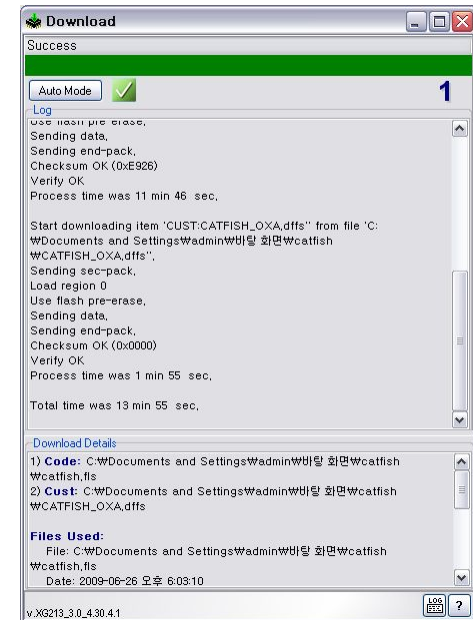 Download
Success
Auto Mode
1
Log
Use flash pre erase,
Sending data,
Sending end-pack,
Checksum OK (0xE926)
Verify OK
Process time was 11 min 46 sec,
Start downloading item 'CUST:CATFISH_OXA,dffs" from file 'C:
₩Documents and Settings₩admin₩바탕 화면₩catfish
₩CATFISH_OXA,dffs",
Sending sec-pack,
Load region 0
Use flash pre-erase,
Sending data,
Sending end-pack,
Checksum OK (0x0000)
Verify OK
Process time was 1 min 55 sec,
Total time was 13 min 55 sec,
Download Details
1) Code: C:₩Documents and Settings₩admin₩바탕 화면₩catfish
₩catfish,fls
2) Cust: C:₩Documents and Settings₩admin₩바탕 화면₩catfish
₩CATFISH_OXA,dffs
Files Used:
File: C:₩Documents and Settings₩admin₩바탕 화면₩catfish
₩catfish,fls
Date: 2009-06-26 오후 6:03:10
v.XG213_3.0_4.30.4.1
LOG
?